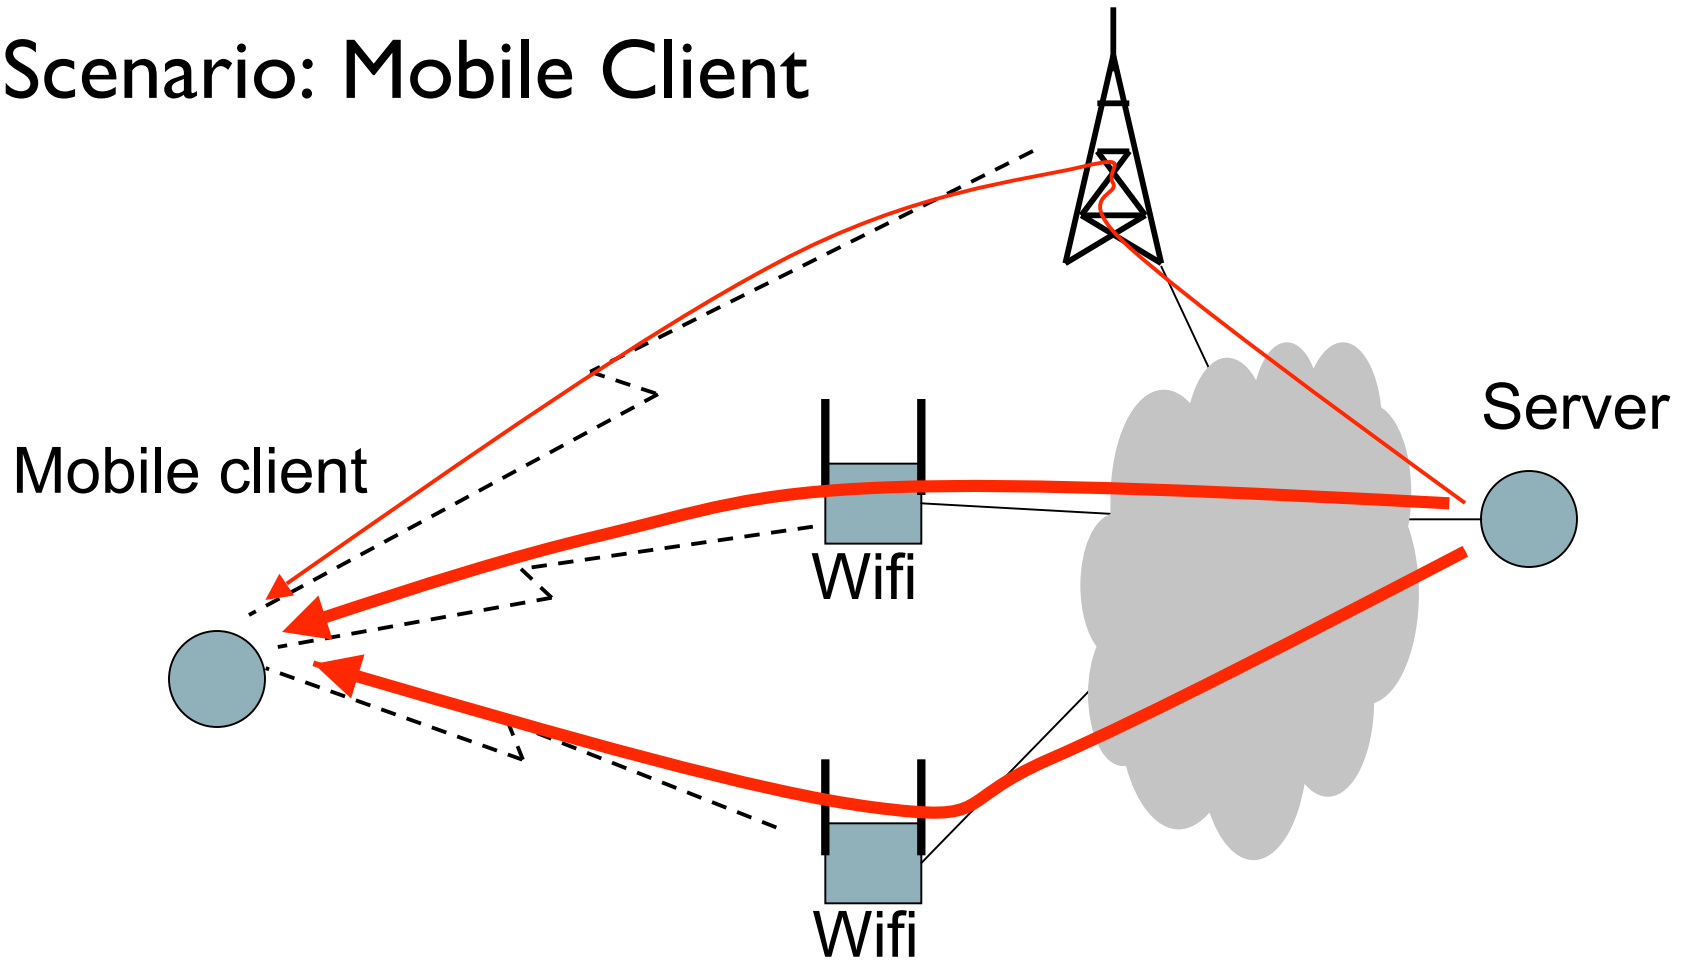 Scenario: Mobile Client
Server
Mobile client
Wifi
Wifi